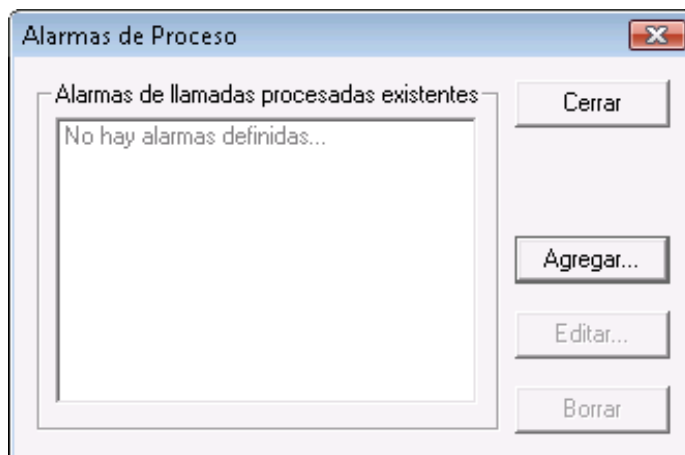 Alarmas de Proceso
Alarmas de llamadas procesadas existentes
No hay alarmas definidas...
Cerrar
Agregar...
Editar...
Borrar